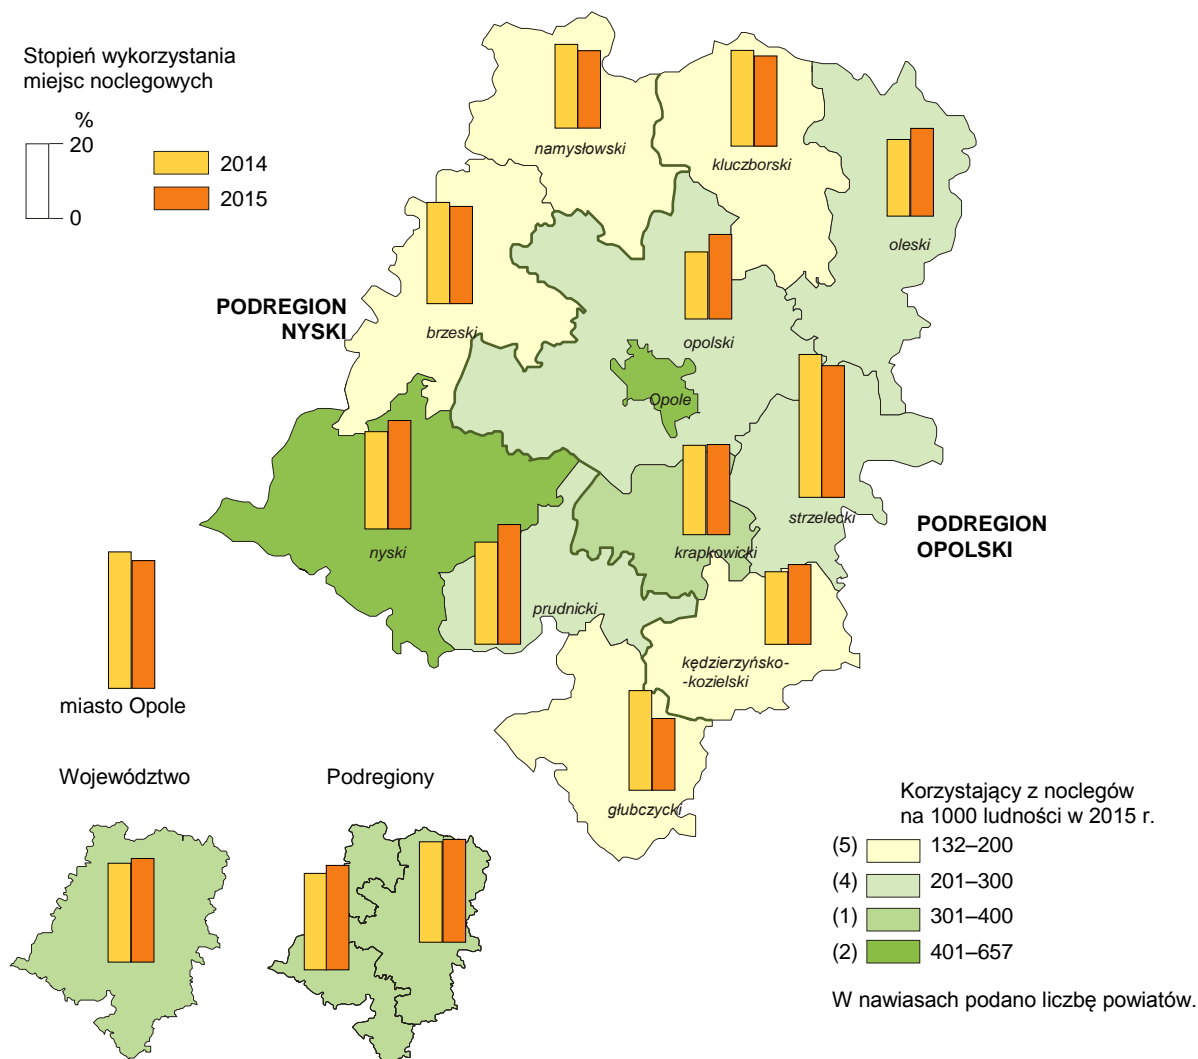 Stopień wykorzystania
miejsc noclegowych
%
20
0
2014
2015
namysłowski
kluczborski
oleski
PODREGION
NYSKI
brzeski
opolski
Opole
nyski
krapkowicki
strzelecki
PODREGION
OPOLSKI
prudnicki
kędzierzyńsko-
-kozielski
głubczycki
miasto Opole
Województwo
Podregiony
Korzystający z noclegów
na 1000 ludności w 2015 r.
(5) 132–200
(4) 201–300
(1) 301–400
(2) 401–657
W nawiasach podano liczbę powiatów.